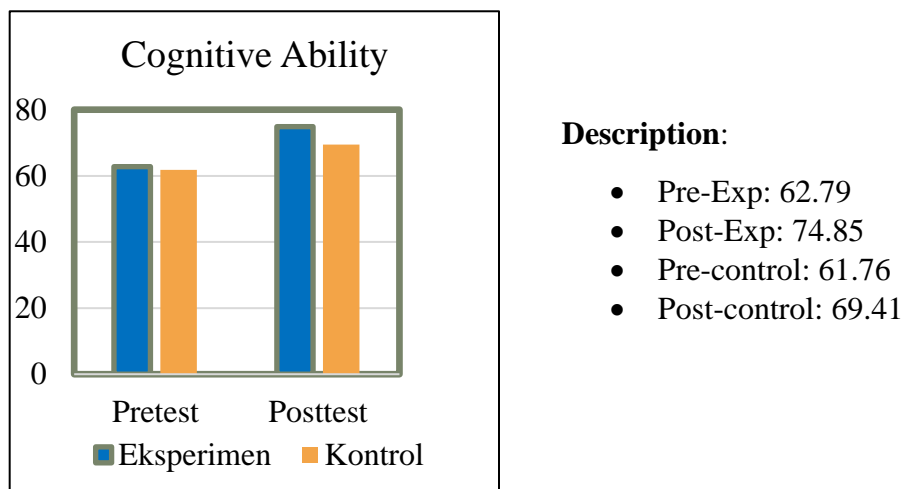 Cognitive Ability
80
60
40
20
0
Pretest Posttest
Eksperimen Kontrol
Description:
• Pre-Exp: 62.79
• Post-Exp: 74.85
• Pre-control: 61.76
• Post-control: 69.41